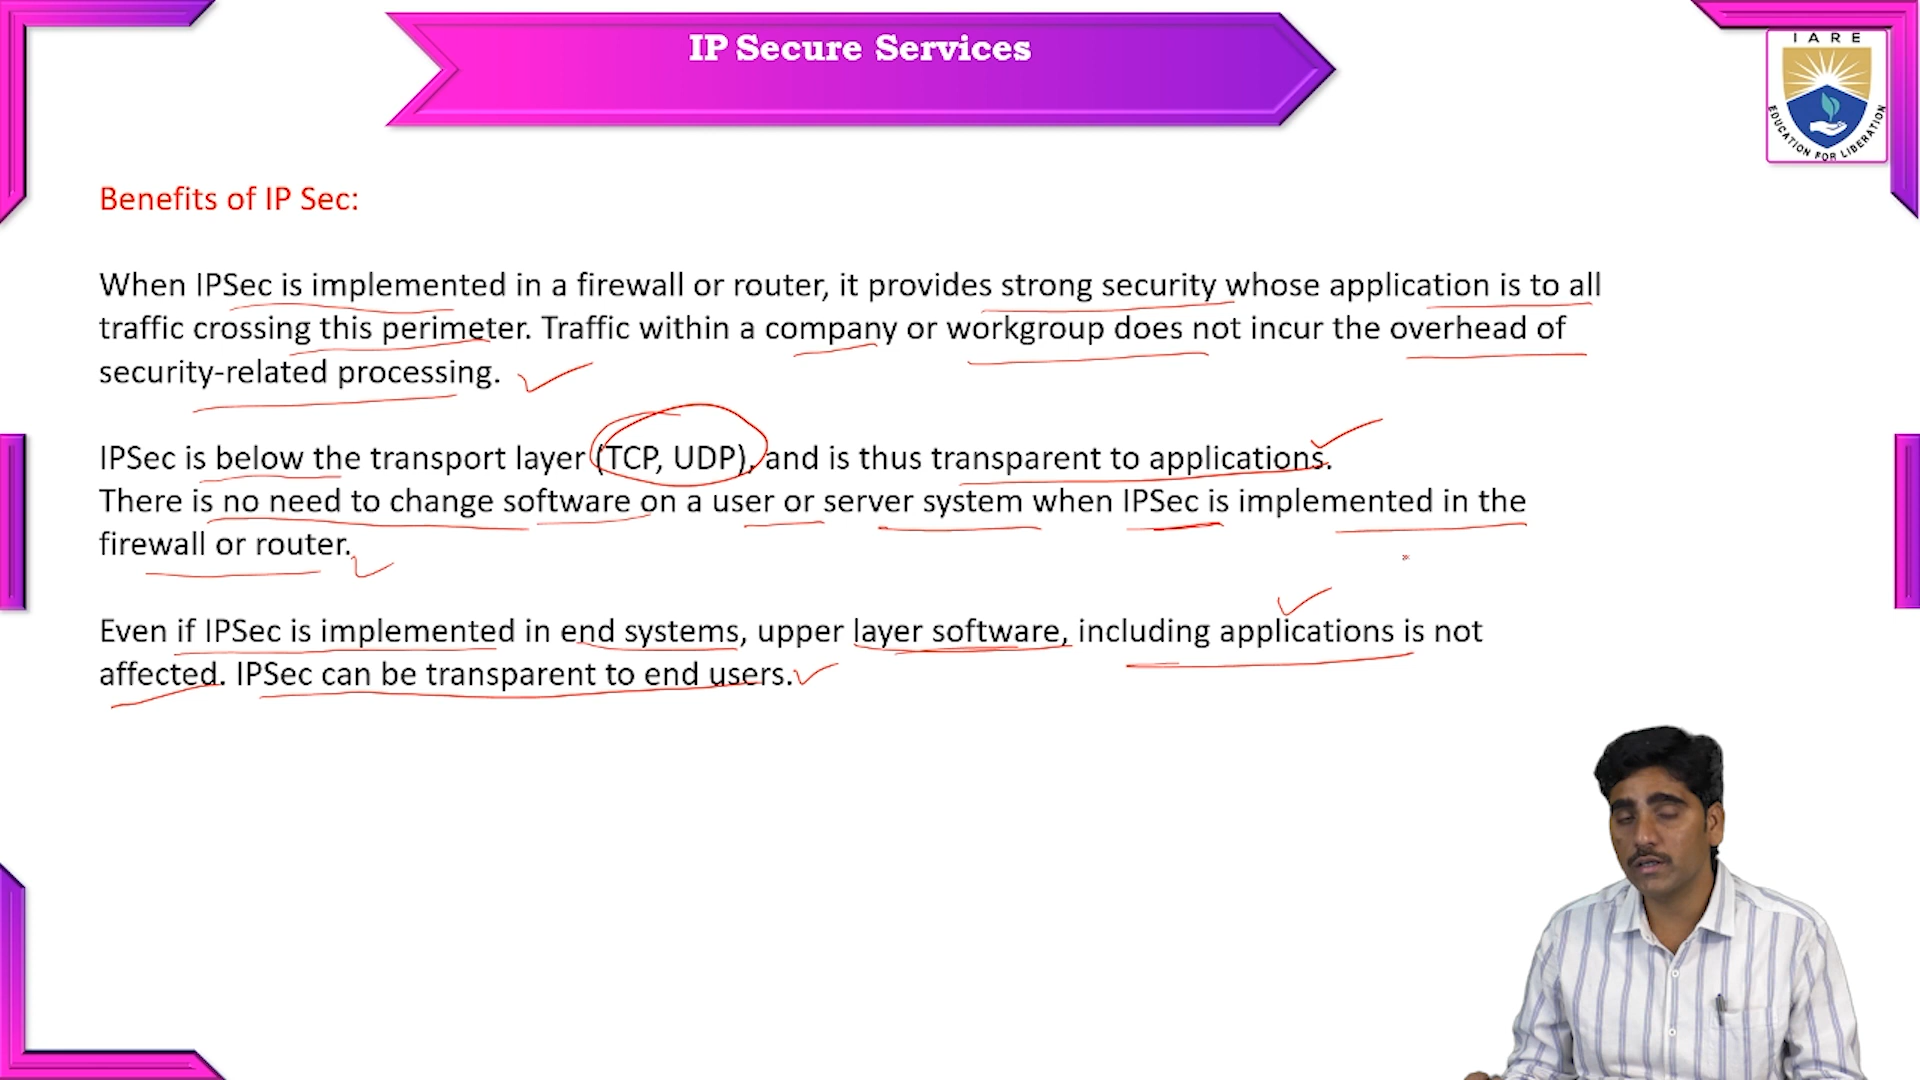 IP Secure Services
IARE
EDUCATION FOR LIBERATION
Benefits of IP Sec:
When IPSec is implemented in a firewall or router, it provides strong security whose application is to all
traffic crossing this perimeter. Traffic within a company or workgroup does not incur the overhead of
security-related processing.
IPSec is below the transport layer (TCP, UDP), and is thus transparent to applications.
There is no need to change software on a user or server system when IPSec is implemented in the
firewall or router.
Even if IPSec is implemented in end systems, upper layer software, including applications is not
affected. IPSec can be transparent to end users.